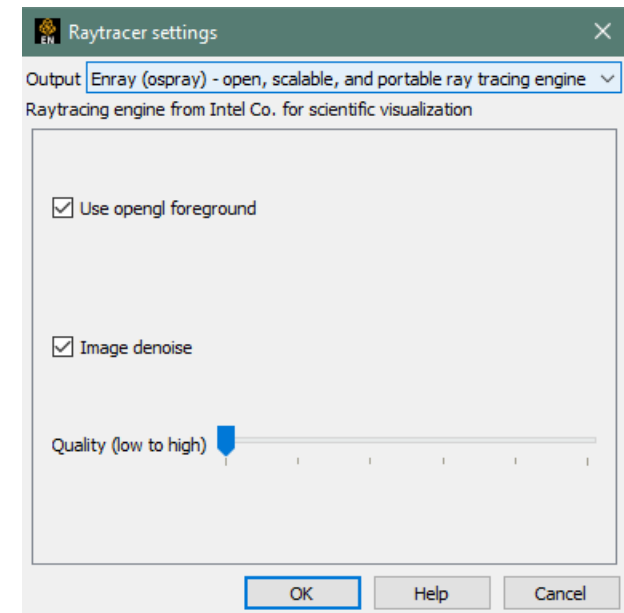 EN
Raytracer settings
Output Enray (ospray) - open, scalable, and portable ray tracing engine
Raytracing engine from Intel Co. for scientific visualization
Use opengl foreground
Image denoise
Quality (low to high)
OK Help Cancel